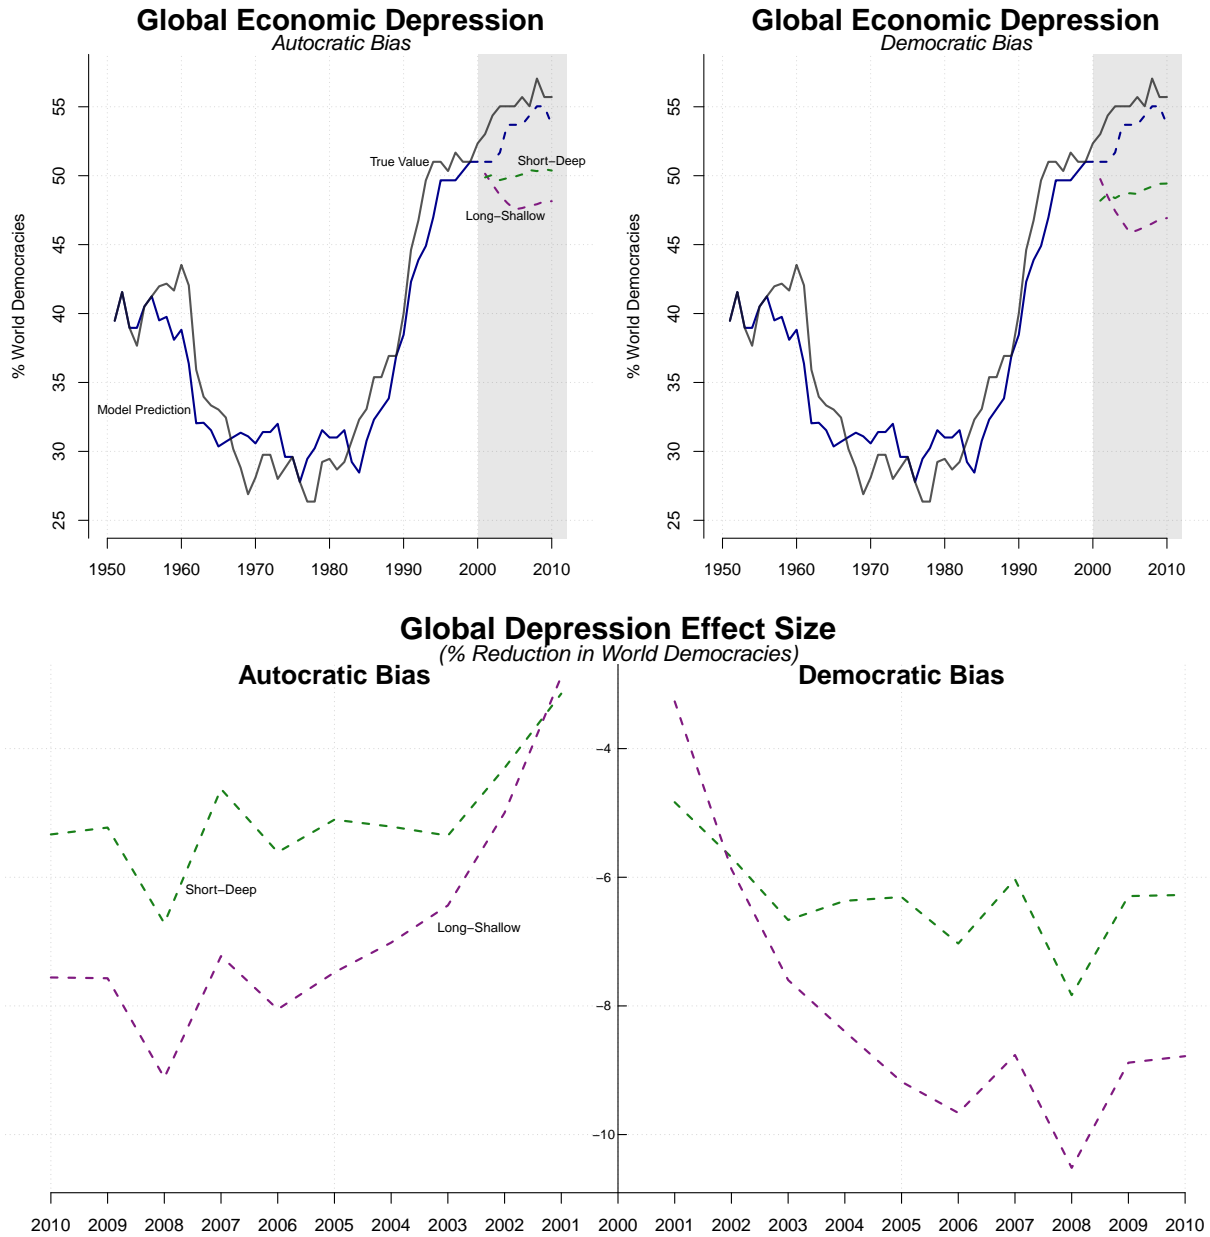 Global Economic Depression
Autocratic Bias
% World Democracies
55
50
45
40
35
30
25
True Value
Short–Deep
Long–Shallow
Model Prediction
1950 1960 1970 1980 1990 2000 2010
Global Economic Depression
Democratic Bias
% World Democracies
55
50
45
40
35
30
25
1950 1960 1970 1980 1990 2000 2010
Global Depression Effect Size
(% Reduction in World Democracies)
Autocratic Bias
Democratic Bias
−4
−6
−8
−10
Short–Deep
Long–Shallow
2010 2009 2008 2007 2006 2005 2004 2003 2002 2001 2000 2001 2002 2003 2004 2005 2006 2007 2008 2009 2010